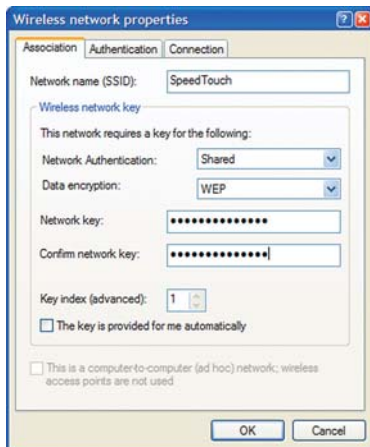 Wireless network properties
Association Authentication Connection
Network name (SSID): SpeedTouch
Wireless network key
This network requires a key for the following:
Network Authentication: Shared
Data encryption: WEP
Network key: ••••••••••••••
Confirm network key: ••••••••••••••
Key index (advanced): 1
The key is provided for me automatically
This is a computer-to-computer (ad hoc) network; wireless
access points are not used
OK Cancel